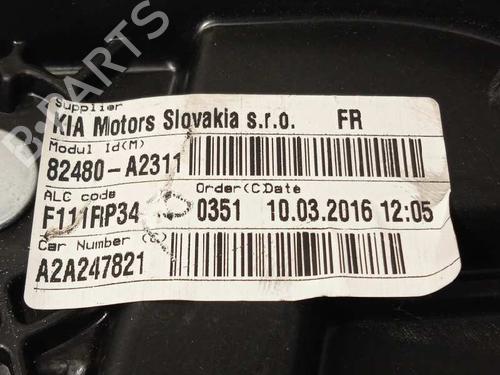 B-PARTS
Supplier
KIA Motors Slovakia s.r.o. FR
Modul Id(M)
82480-A2311
ALC code Order(C)Date
F111RP34 0351 10.03.2016 12:05
Car Number (S)
A2A247821